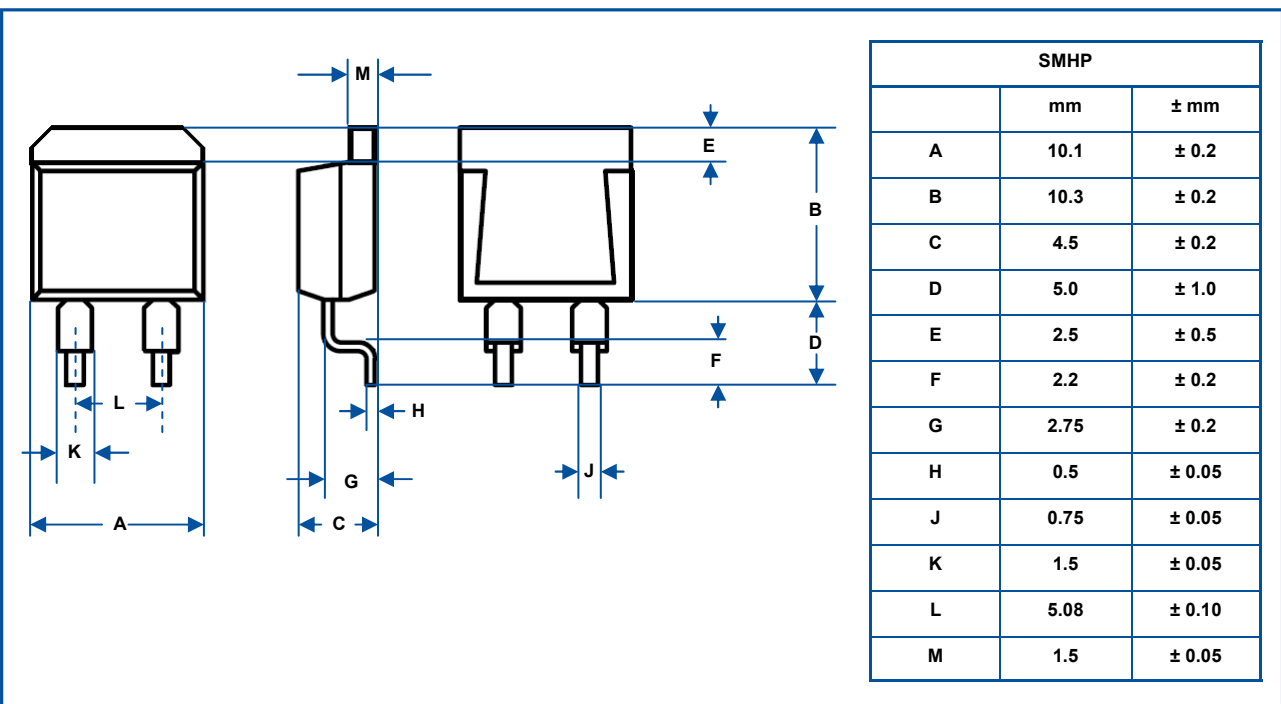 M
E
B
D
F
L
H
K
G
J
A
C
SMHP
mm ± mm
A 10.1 ± 0.2
B 10.3 ± 0.2
C 4.5 ± 0.2
D 5.0 ± 1.0
E 2.5 ± 0.5
F 2.2 ± 0.2
G 2.75 ± 0.2
H 0.5 ± 0.05
J 0.75 ± 0.05
K 1.5 ± 0.05
L 5.08 ± 0.10
M 1.5 ± 0.05